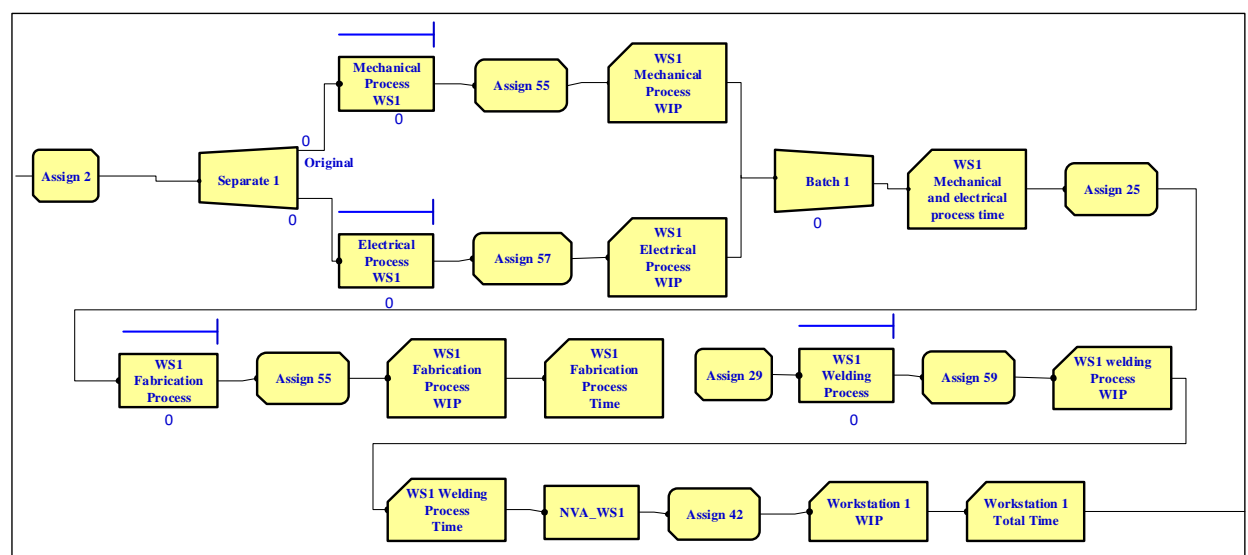 Mechanical
Process
WS1
0
Assign 55
WS1
Mechanical
Process
WIP
Assign 2
Separate 1
0
Original
0
Electrical
Process
WS1
0
Assign 57
WS1
Electrical
Process
WIP
Batch 1
0
WS1
Mechanical
and electrical
process time
Assign 25
WS1
Fabrication
Process
0
Assign 55
WS1
Fabrication
Process
WIP
WS1
Fabrication
Process
Time
Assign 29
WS1
Welding
Process
0
Assign 59
WS1 welding
Process
WIP
WS1 Welding
Process
Time
NVA_WS1
Assign 42
Workstation 1
WIP
Workstation 1
Total Time